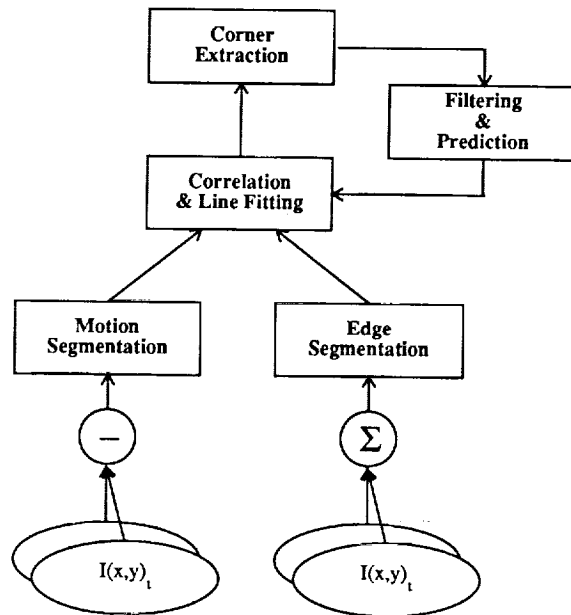 Corner
Extraction
Filtering
&
Prediction
Correlation
& Line Fitting
Motion
Segmentation
Edge
Segmentation
−
Σ
I(x,y)t
I(x,y)t